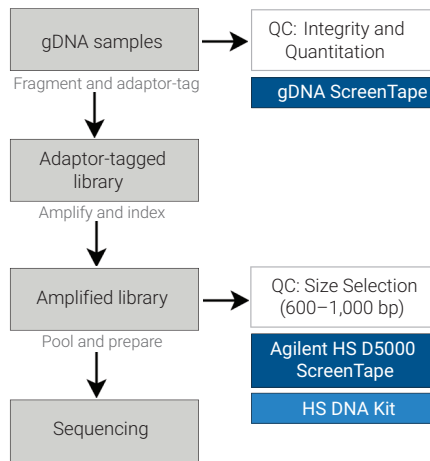 gDNA samples
QC: Integrity and
Quantitation
gDNA ScreenTape
Fragment and adaptor-tag
Adaptor-tagged
library
Amplify and index
Amplified library
QC: Size Selection
(600–1,000 bp)
Agilent HS D5000
ScreenTape
HS DNA Kit
Pool and prepare
Sequencing